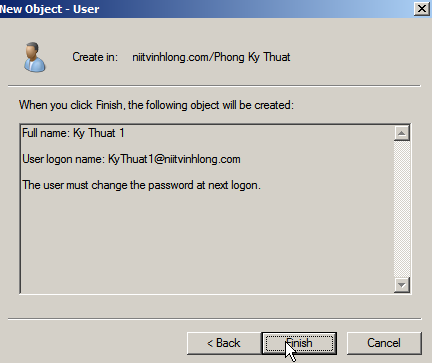 New Object - User
Create in: niitvinhlong.com/Phong Ky Thuat
When you click Finish, the following object will be created:
Full name: Ky Thuat 1
User logon name: KyThuat1@niitvinhlong.com
The user must change the password at next logon.
< Back
Finish
Cancel